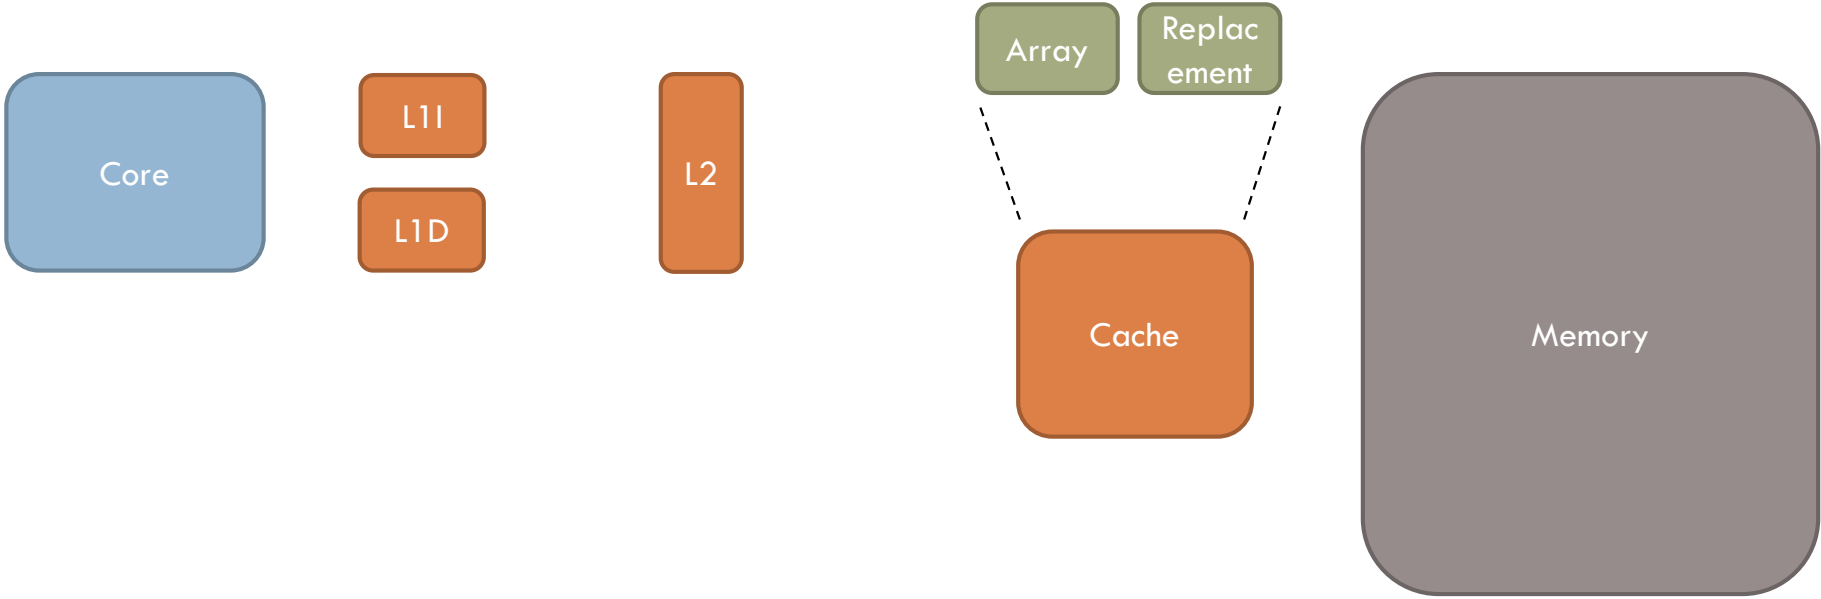 Core
L1I
L1D
L2
Array
Replac
ement
Cache
Memory